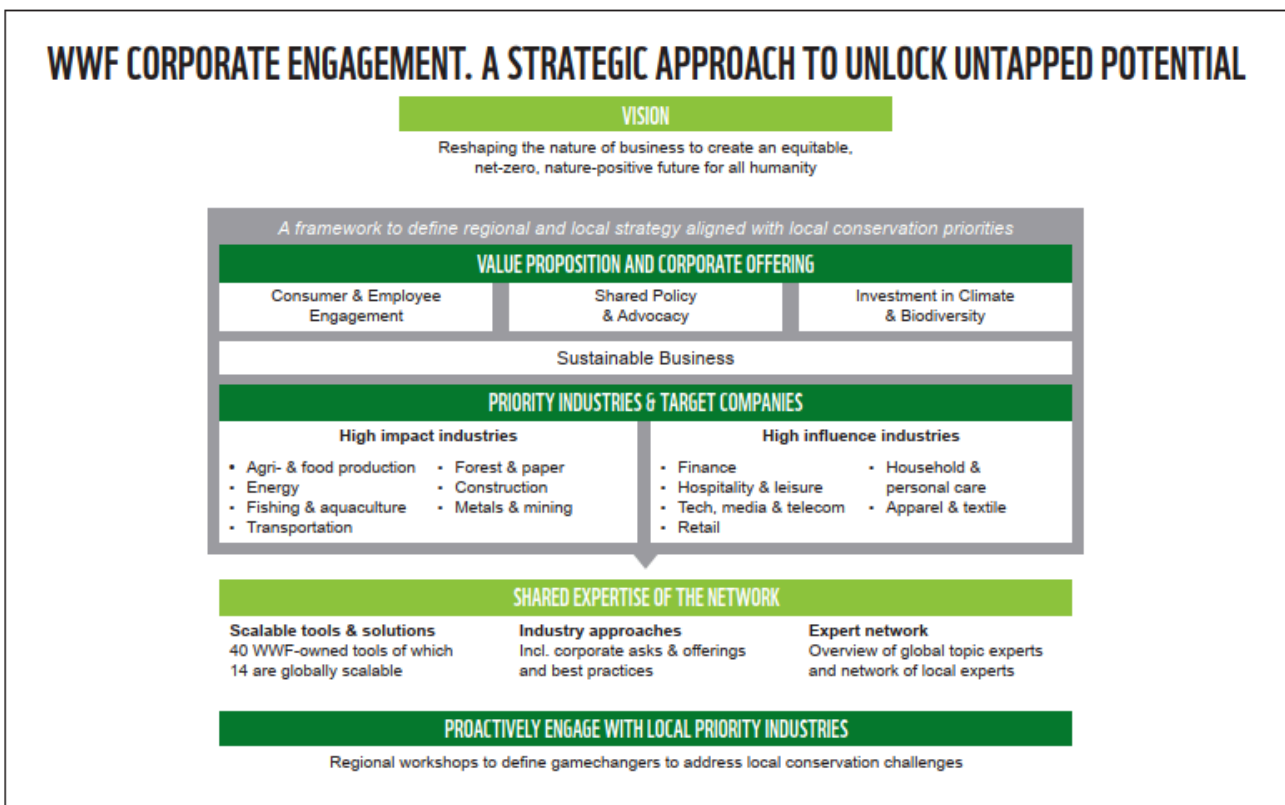 WWF CORPORATE ENGAGEMENT. A STRATEGIC APPROACH TO UNLOCK UNTAPPED POTENTIAL
VISION
Reshaping the nature of business to create an equitable,
net-zero, nature-positive future for all humanity
A framework to define regional and local strategy aligned with local conservation priorities
VALUE PROPOSITION AND CORPORATE OFFERING
Consumer & Employee
Engagement
Shared Policy
& Advocacy
Investment in Climate
& Biodiversity
Sustainable Business
PRIORITY INDUSTRIES & TARGET COMPANIES
High impact industries
• Agri- & food production
• Energy
• Fishing & aquaculture
• Transportation
• Forest & paper
• Construction
• Metals & mining
High influence industries
• Finance
• Hospitality & leisure
• Tech, media & telecom
• Retail
• Household &
personal care
• Apparel & textile
SHARED EXPERTISE OF THE NETWORK
Scalable tools & solutions
40 WWF-owned tools of which
14 are globally scalable
Industry approaches
Incl. corporate asks & offerings
and best practices
Expert network
Overview of global topic experts
and network of local experts
PROACTIVELY ENGAGE WITH LOCAL PRIORITY INDUSTRIES
Regional workshops to define gamechangers to address local conservation challenges